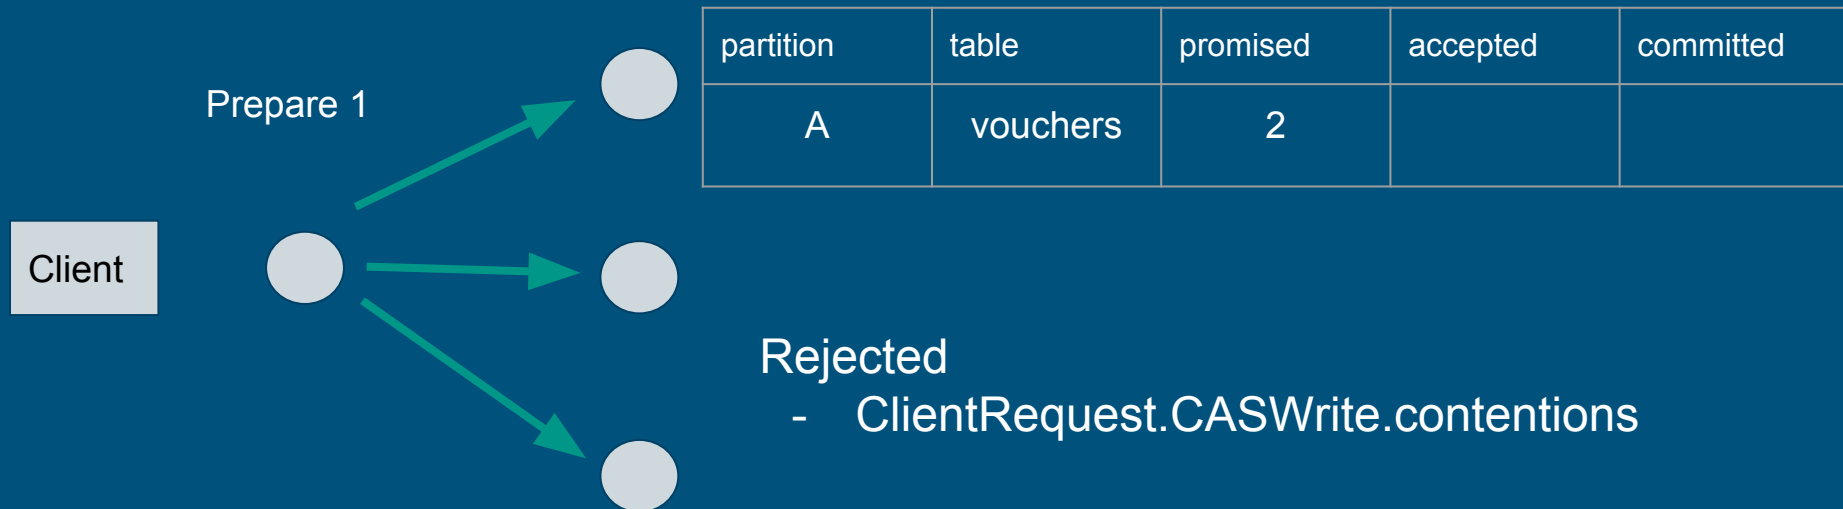 partition table promised accepted committed
A vouchers 2
Prepare 1
Client
Rejected
- ClientRequest.CASWrite.contentions